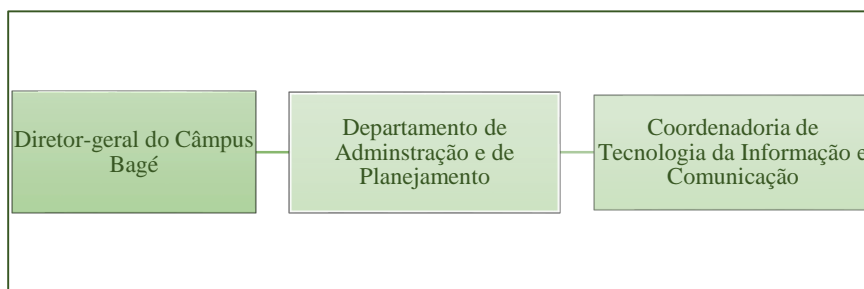 Diretor-geral do Câmpus
Bagé
Departamento de
Adminstração e de
Planejamento
Coordenadoria de
Tecnologia da Informação e
Comunicação